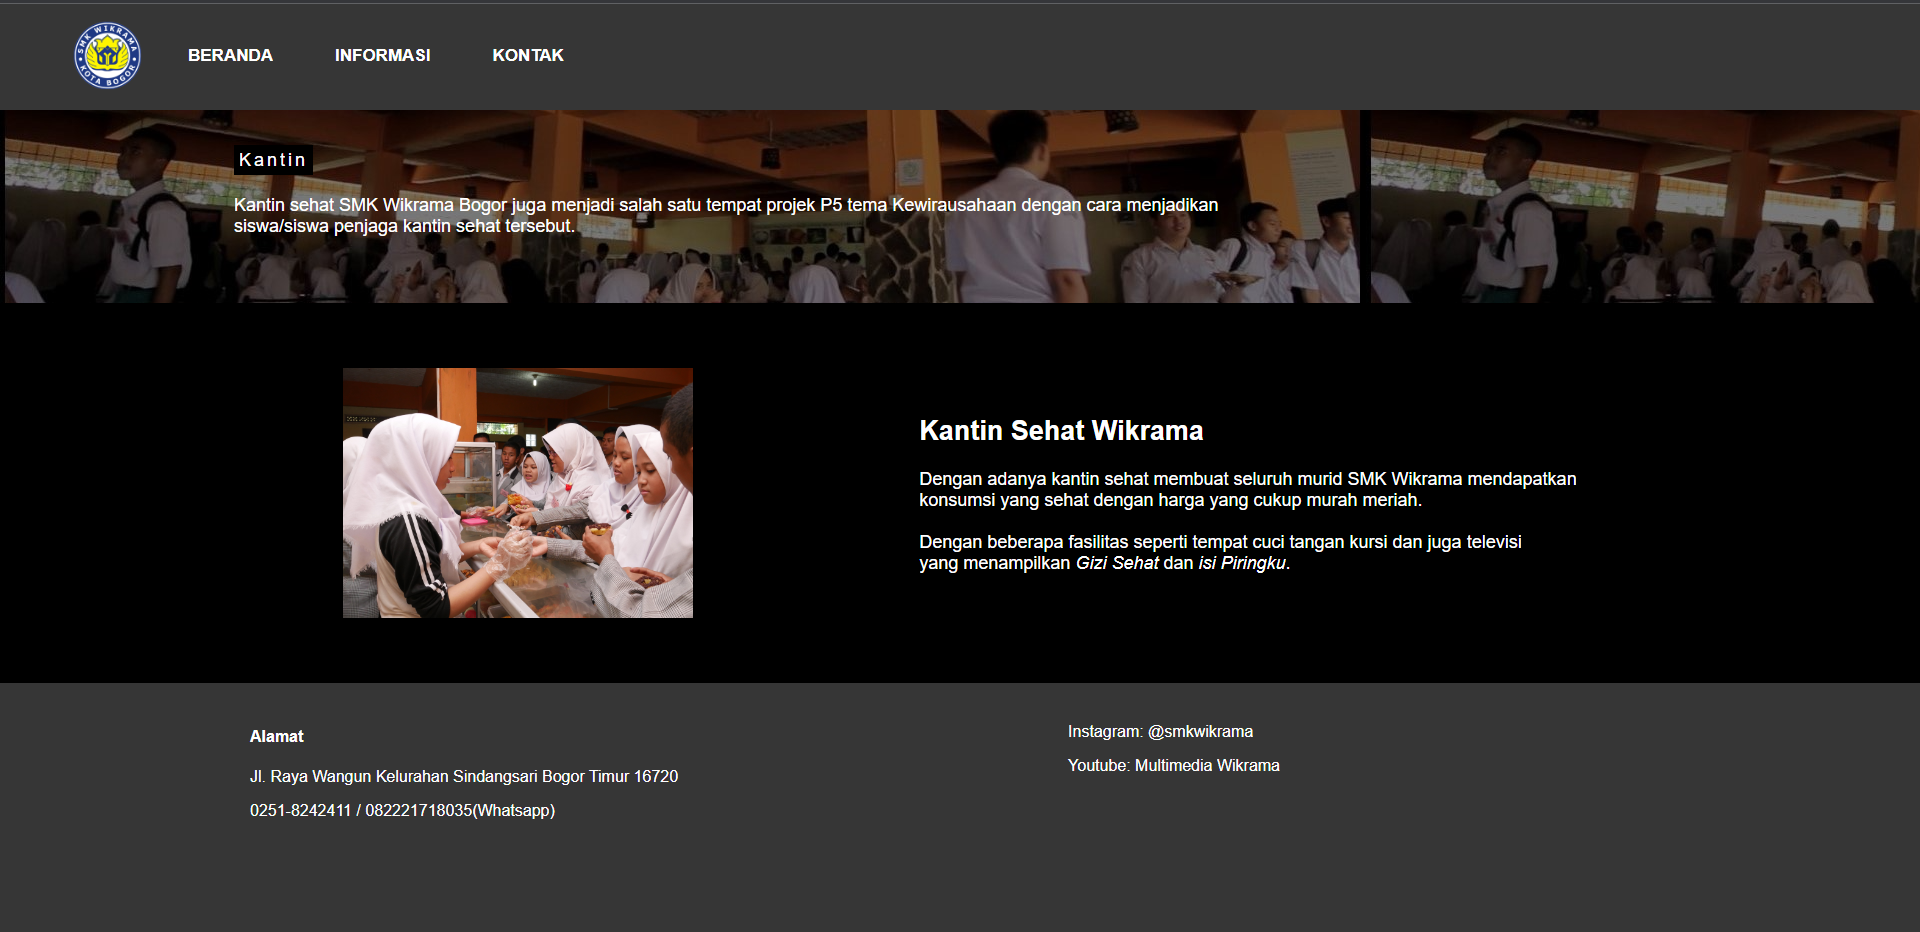 SMK WIKRAMA
KOTA BOGOR
BERANDA
INFORMASI
KONTAK
Kantin
Kantin sehat SMK Wikrama Bogor juga menjadi salah satu tempat projek P5 tema Kewirausahaan dengan cara menjadikan
siswa/siswa penjaga kantin sehat tersebut.
Kantin Sehat Wikrama
Dengan adanya kantin sehat membuat seluruh murid SMK Wikrama mendapatkan
konsumsi yang sehat dengan harga yang cukup murah meriah.
Dengan beberapa fasilitas seperti tempat cuci tangan kursi dan juga televisi
yang menampilkan Gizi Sehat dan isi Piringku.
Alamat
Jl. Raya Wangun Kelurahan Sindangsari Bogor Timur 16720
0251-8242411 / 082221718035(Whatsapp)
Instagram: @smkwikrama
Youtube: Multimedia Wikrama